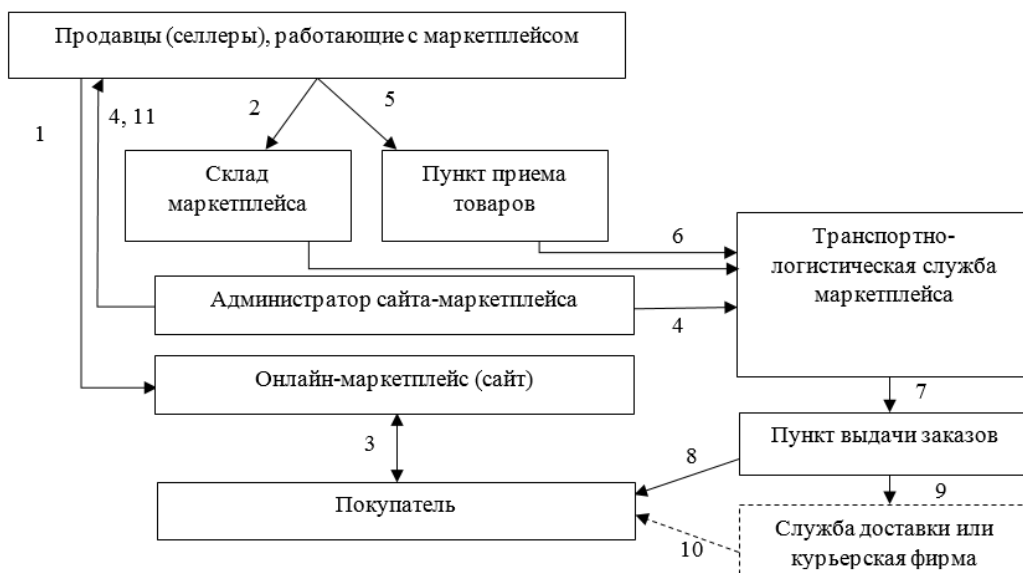 Продавцы (селлеры), работающие с маркетплейсом
1
4, 11
2
5
Склад
маркетплейса
Пункт приема
товаров
6
Транспортно-
логистическая служба
маркетплейса
Администратор сайта-маркетплейса
4
Онлайн-маркетплейс (сайт)
7
3
Пункт выдачи заказов
8
9
Покупатель
10
Служба доставки или
курьерская фирма